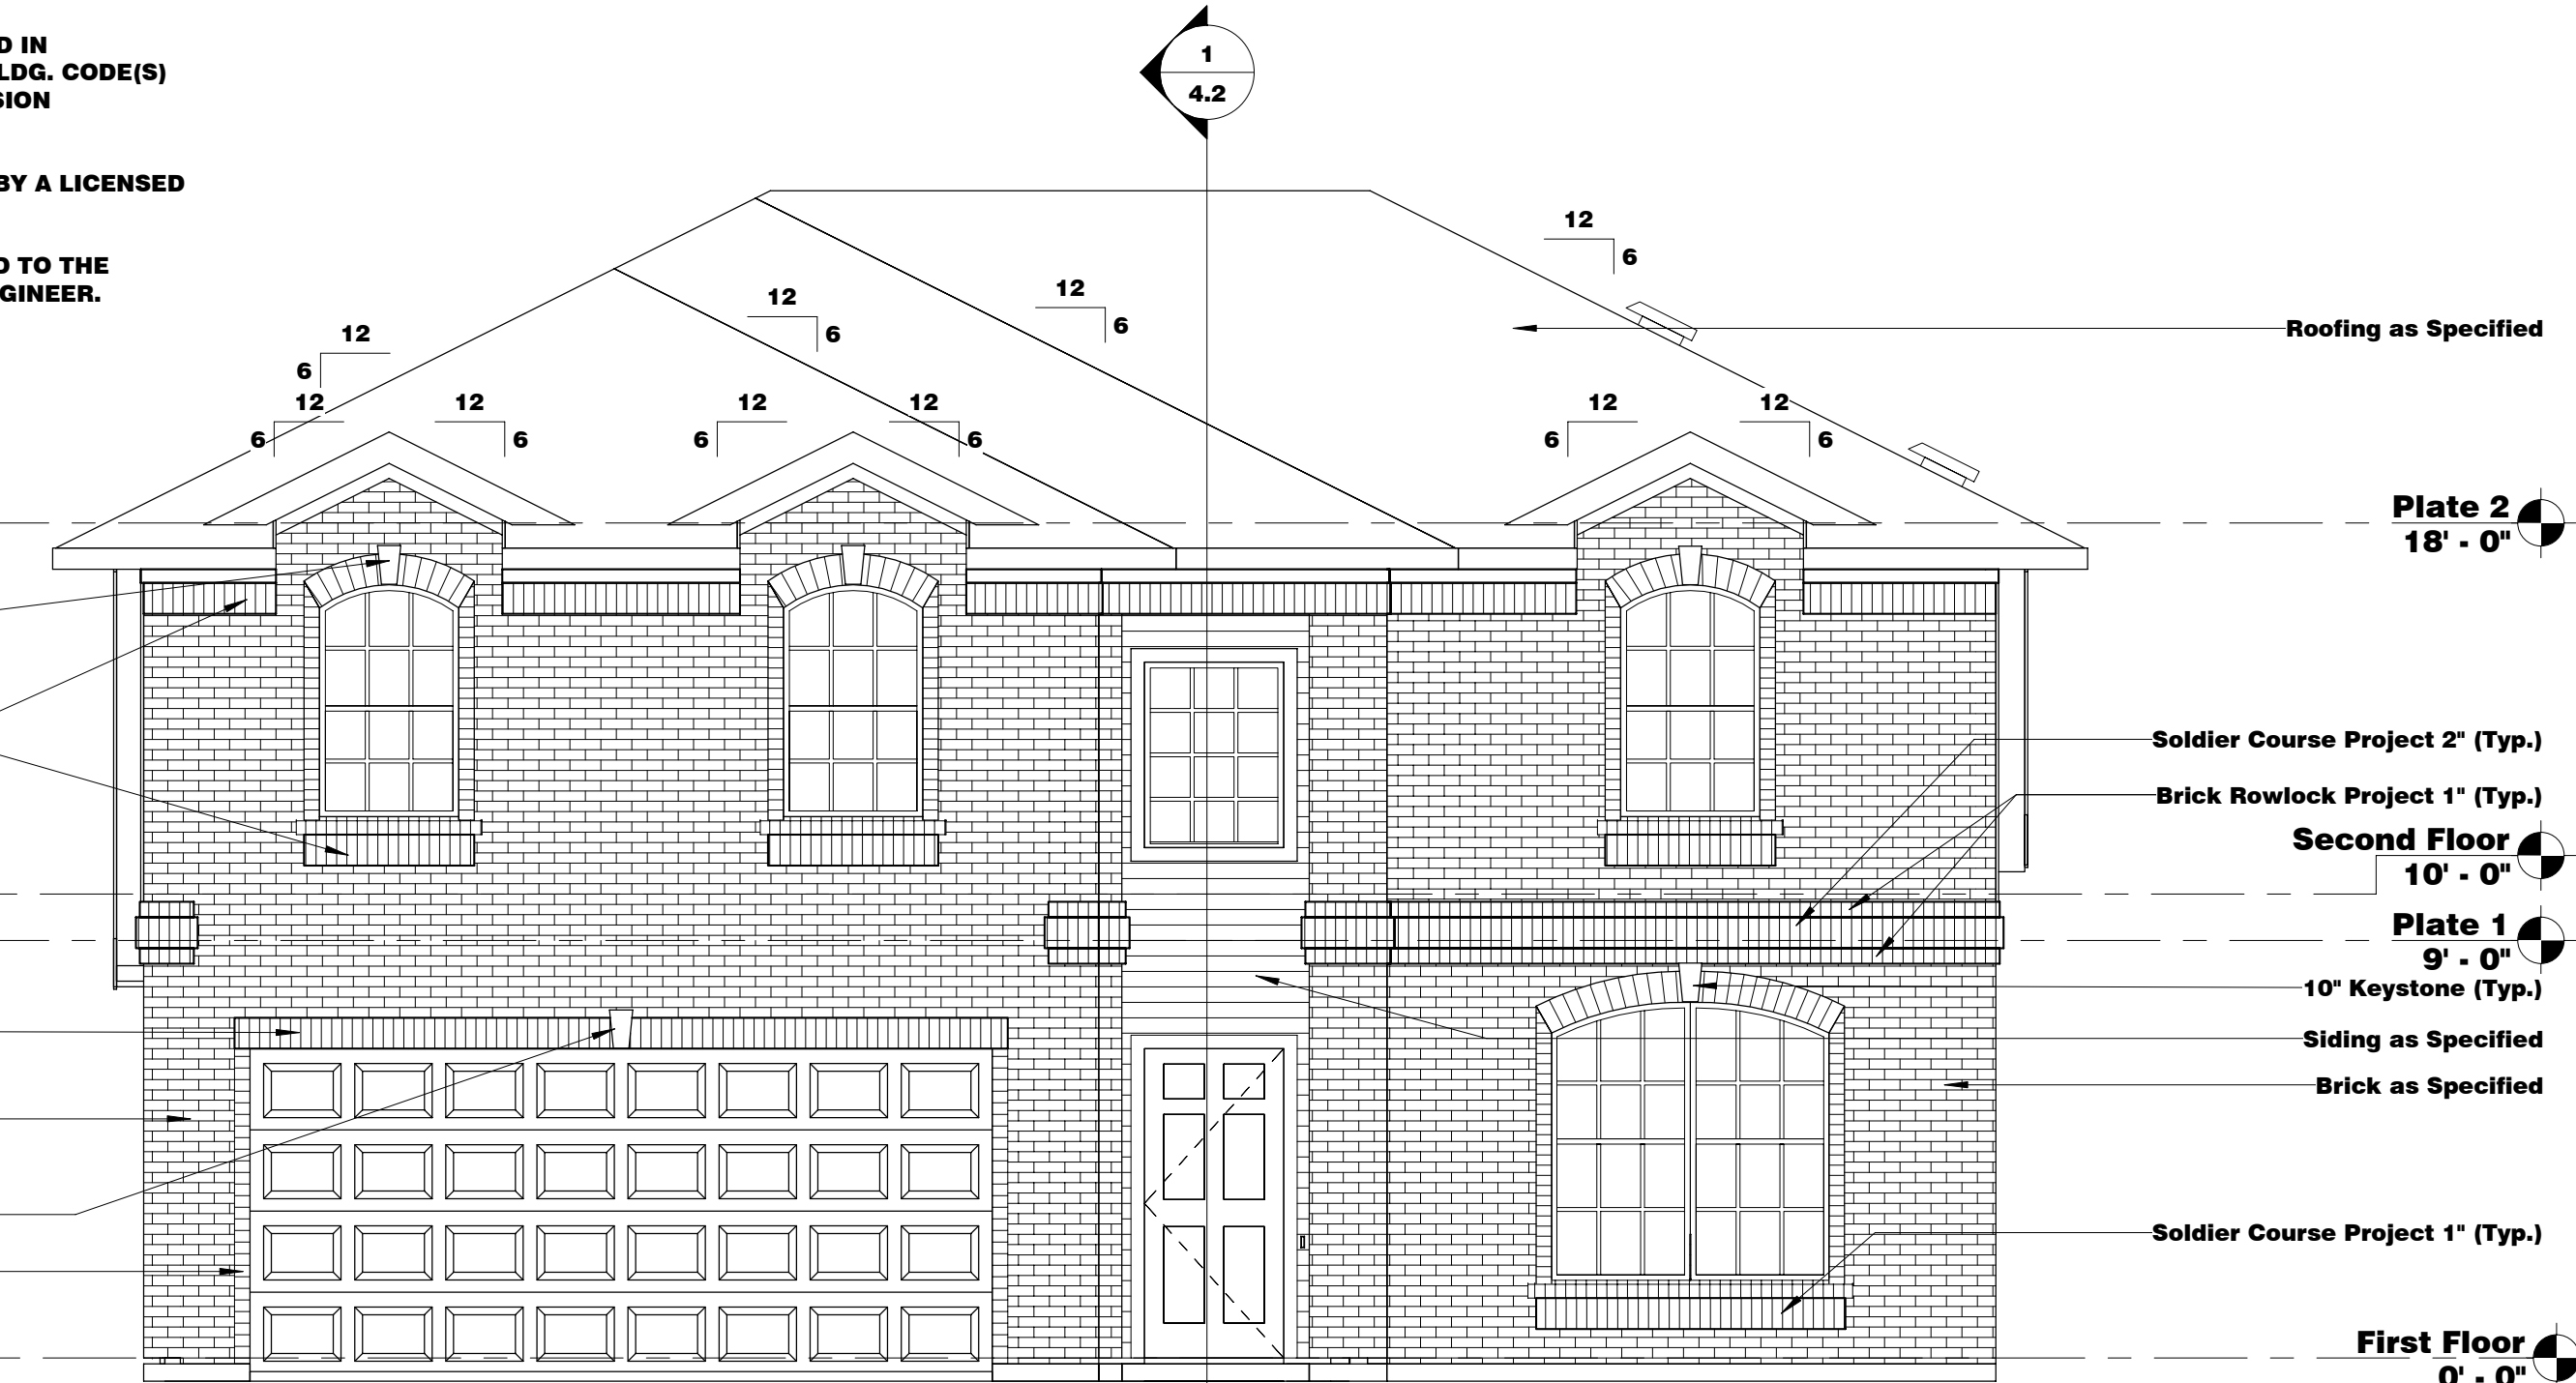 D IN
LDG. CODE(S)
SION
BY A LICENSED
D TO THE
GINEER.
1
4.2
12
6
12
6
12
6
12
6
12
6
12
6
12
6
12
6
12
6
12
6
Roofing as Specified
Plate 2
18' - 0"
Soldier Course Project 2" (Typ.)
Brick Rowlock Project 1" (Typ.)
Second Floor
10' - 0"
Plate 1
9' - 0"
10" Keystone (Typ.)
Siding as Specified
Brick as Specified
Soldier Course Project 1" (Typ.)
First Floor
0' - 0"